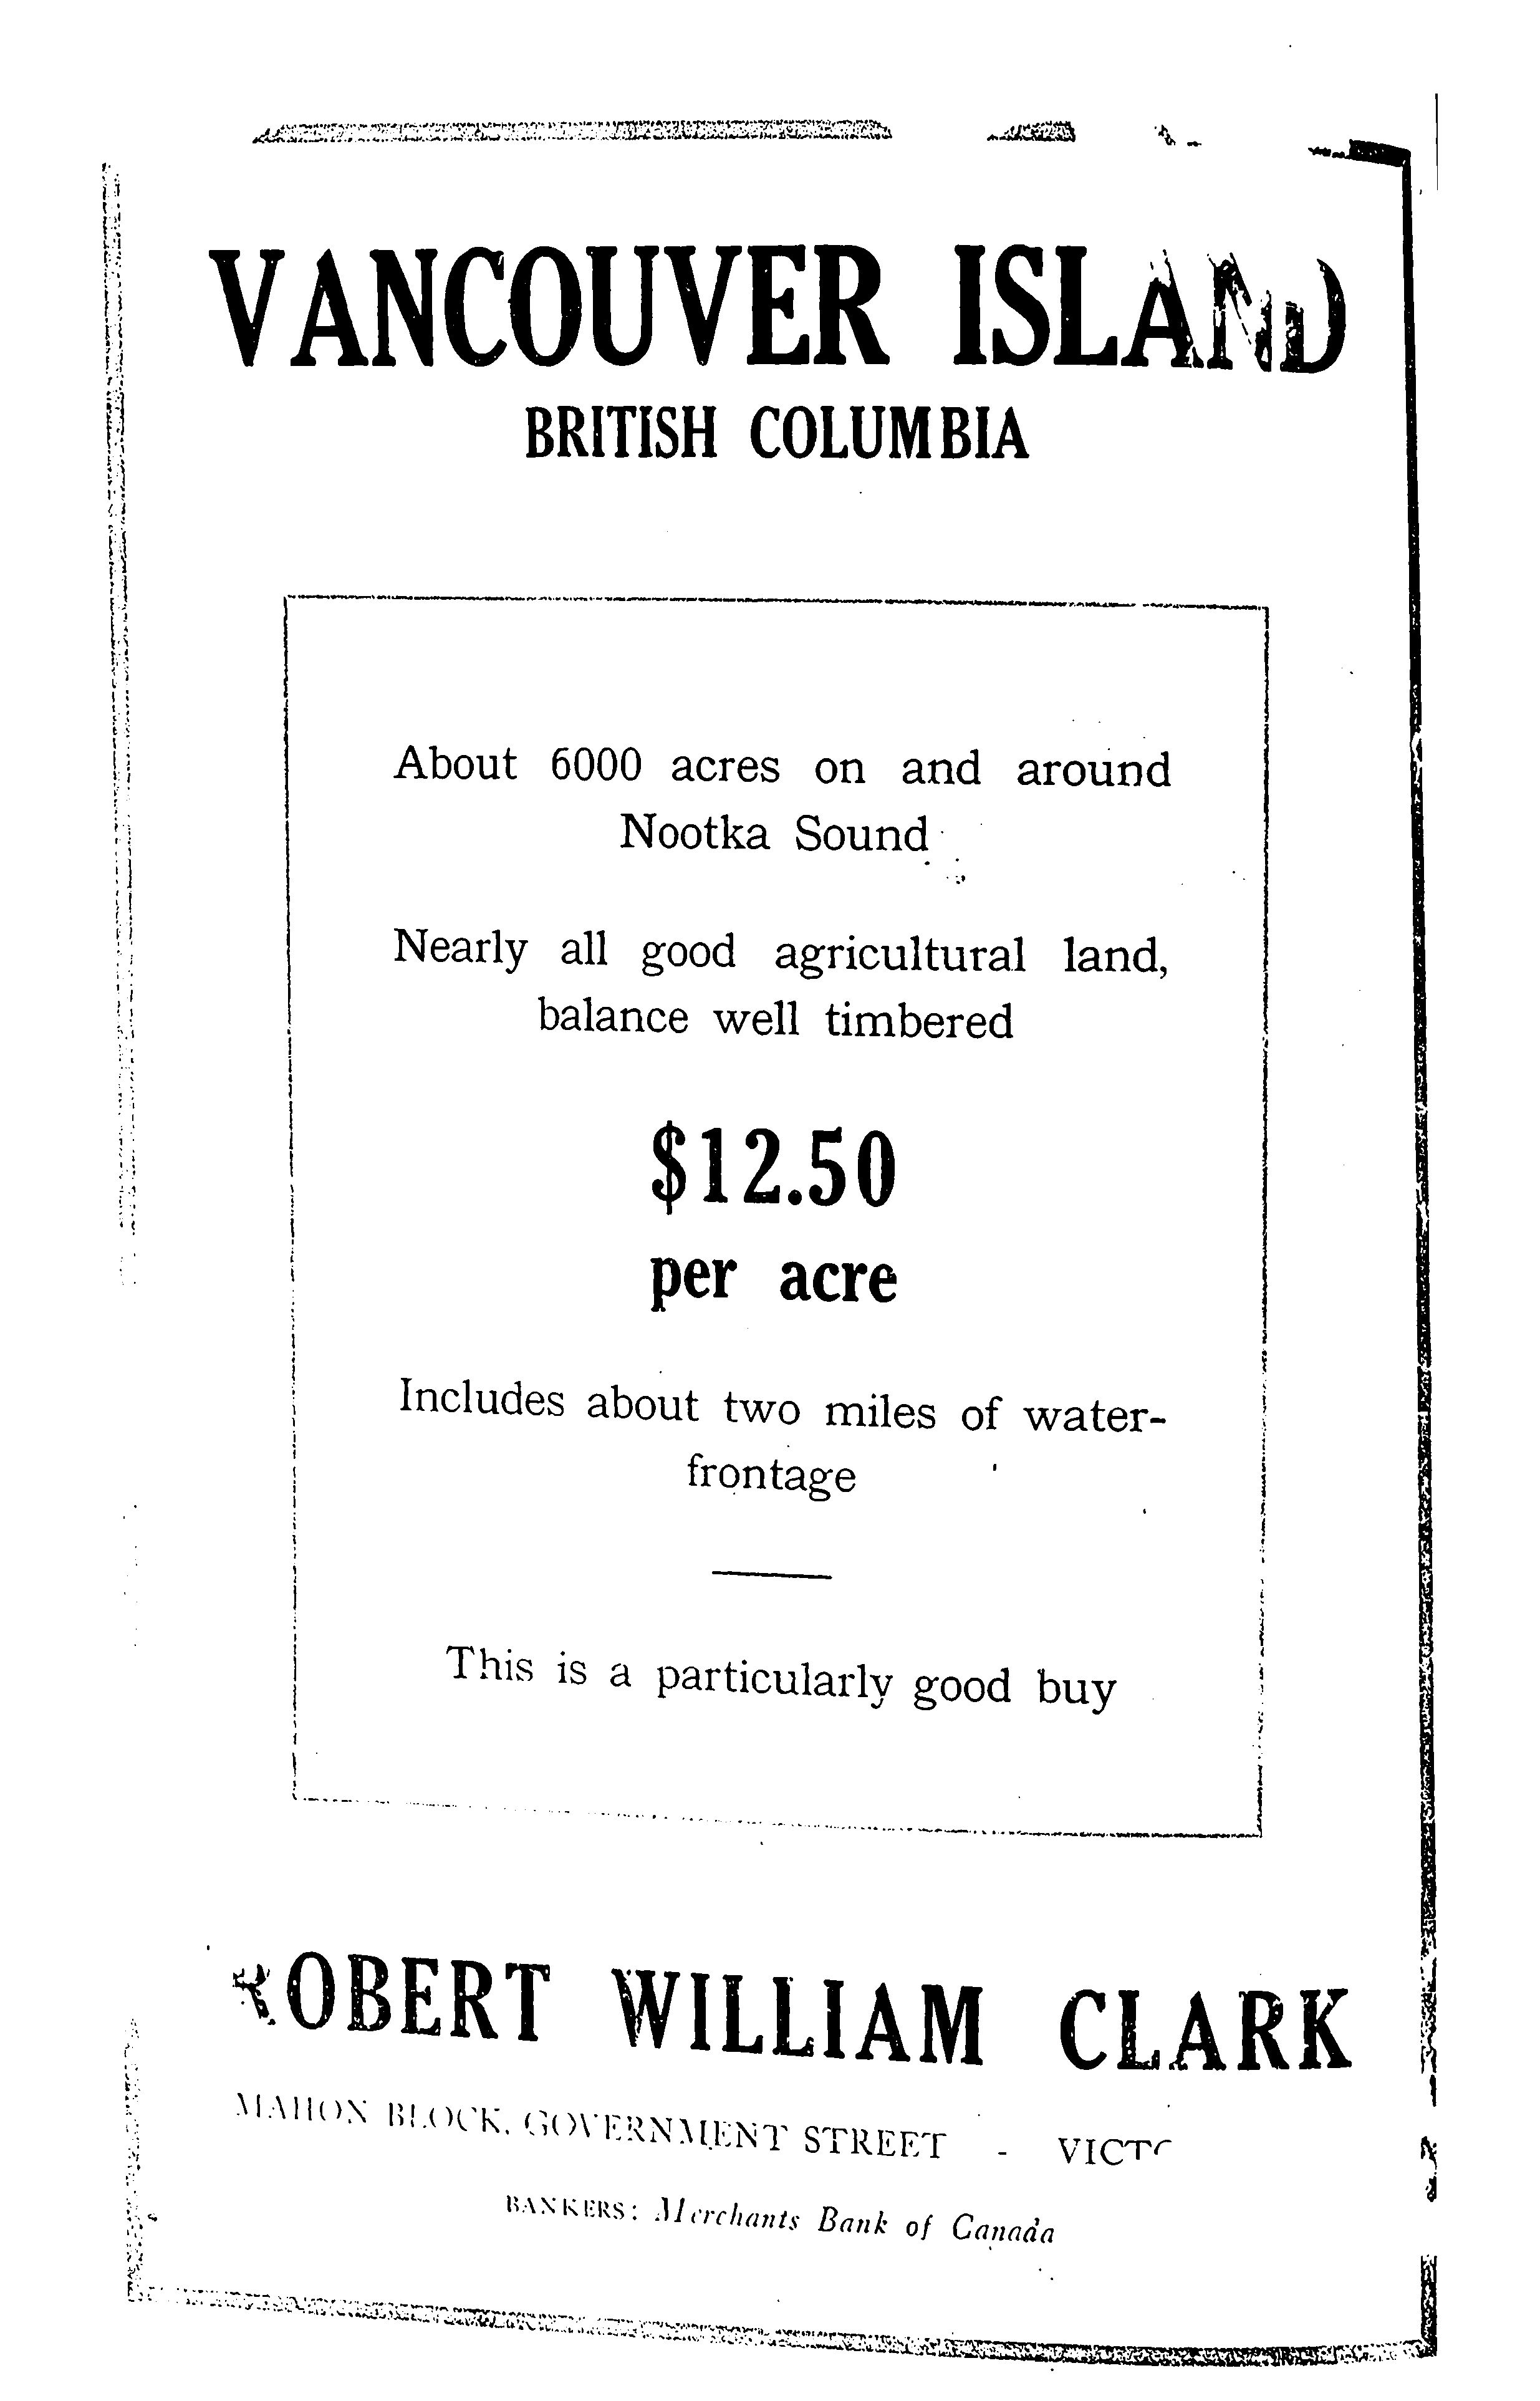 VANCOUVER ISLAND
BRITISH COLUMBIA
About 6000 acres on and around
Nootka Sound
Nearly all good agricultural land,
balance well timbered
$12.50
per acre
Includes about two miles of water-
frontage
This is a particularly good buy
ROBERT WILLIAM CLARK
MAHON BLOCK, GOVERNMENT STREET -
BANKERS: Merchants Bank of Canada